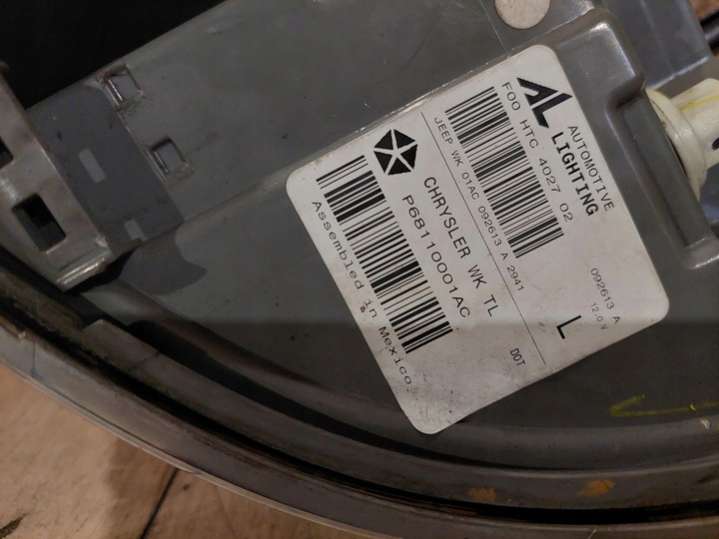 AL AUTOMOTIVE
LIGHTING
F00 HTC 4027 02
092613 A
12.0 V
JEEP WK 01AC 092613 A 2941
L
CHRYSLER WK TL
P68110001AC
DOT
Assembled in Mexico